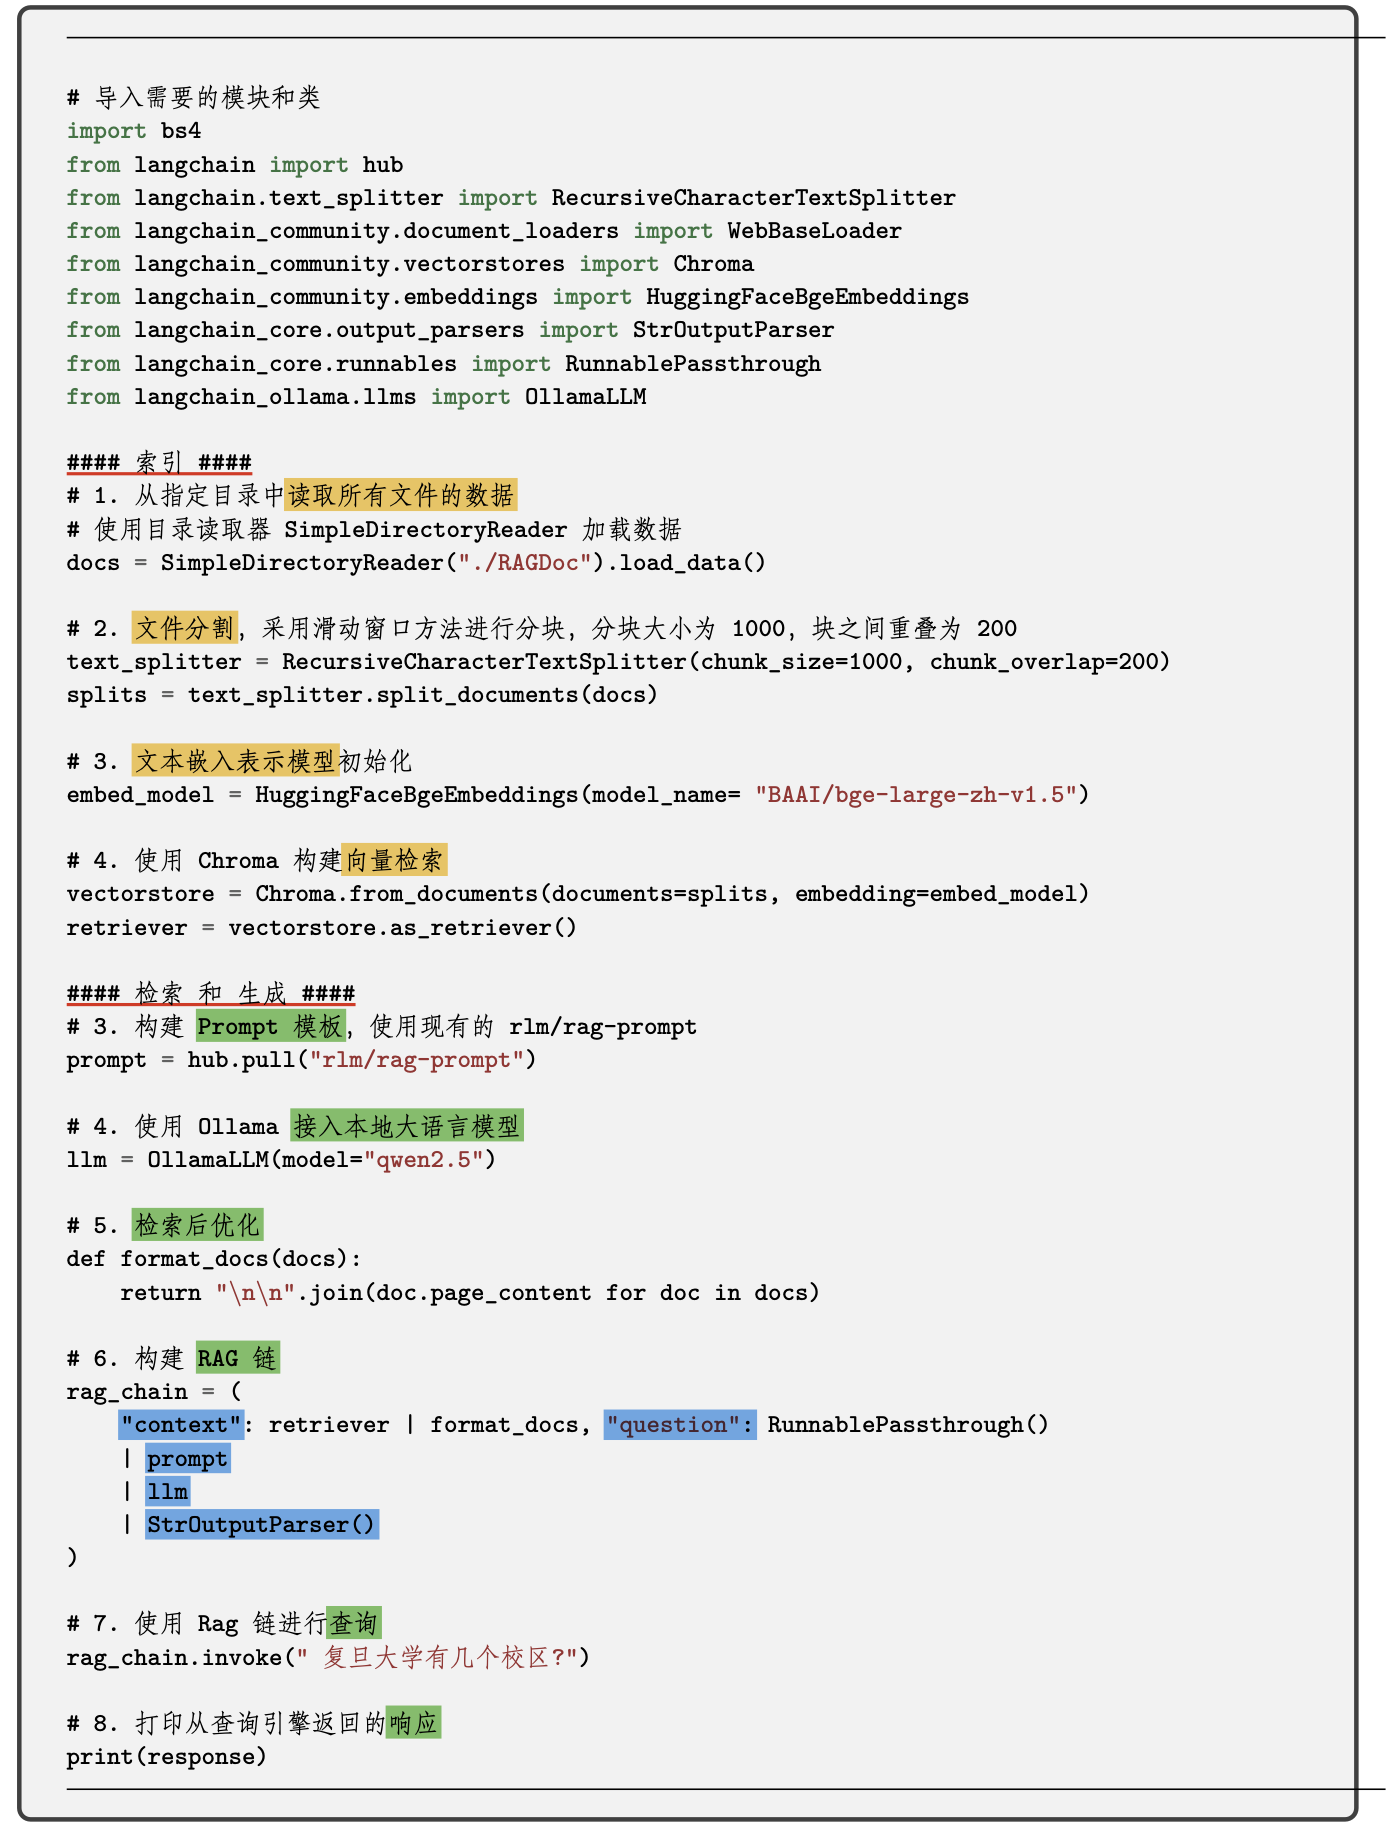 # 导入需要的模块和类
import bs4
from langchain import hub
from langchain.text_splitter import RecursiveCharacterTextSplitter
from langchain_community.document_loaders import WebBaseLoader
from langchain_community.vectorstores import Chroma
from langchain_community.embeddings import HuggingFaceBgeEmbeddings
from langchain_core.output_parsers import StrOutputParser
from langchain_core.runnables import RunnablePassthrough
from langchain_ollama.llms import OllamaLLM
#### 索引 ####
# 1. 从指定目录中读取所有文件的数据
# 使用目录读取器 SimpleDirectoryReader 加载数据
docs = SimpleDirectoryReader("./RAGDoc").load_data()
# 2. 文件分割, 采用滑动窗口方法进行分块, 分块大小为 1000, 块之间重叠为 200
text_splitter = RecursiveCharacterTextSplitter(chunk_size=1000, chunk_overlap=200)
splits = text_splitter.split_documents(docs)
# 3. 文本嵌入表示模型初始化
embed_model = HuggingFaceBgeEmbeddings(model_name= "BAAI/bge-large-zh-v1.5")
# 4. 使用 Chroma 构建向量检索
vectorstore = Chroma.from_documents(documents=splits, embedding=embed_model)
retriever = vectorstore.as_retriever()
#### 检索 和 生成 ####
# 3. 构建 Prompt 模板, 使用现有的 rlm/rag-prompt
prompt = hub.pull("rlm/rag-prompt")
# 4. 使用 Ollama 接入本地大语言模型
llm = OllamaLLM(model="qwen2.5")
# 5. 检索后优化
def format_docs(docs):
    return "\n\n".join(doc.page_content for doc in docs)
# 6. 构建 RAG 链
rag_chain = (
    "context": retriever | format_docs, "question": RunnablePassthrough()
    | prompt
    | llm
    | StrOutputParser()
)
# 7. 使用 Rag 链进行查询
rag_chain.invoke(" 复旦大学有几个校区?")
# 8. 打印从查询引擎返回的响应
print(response)